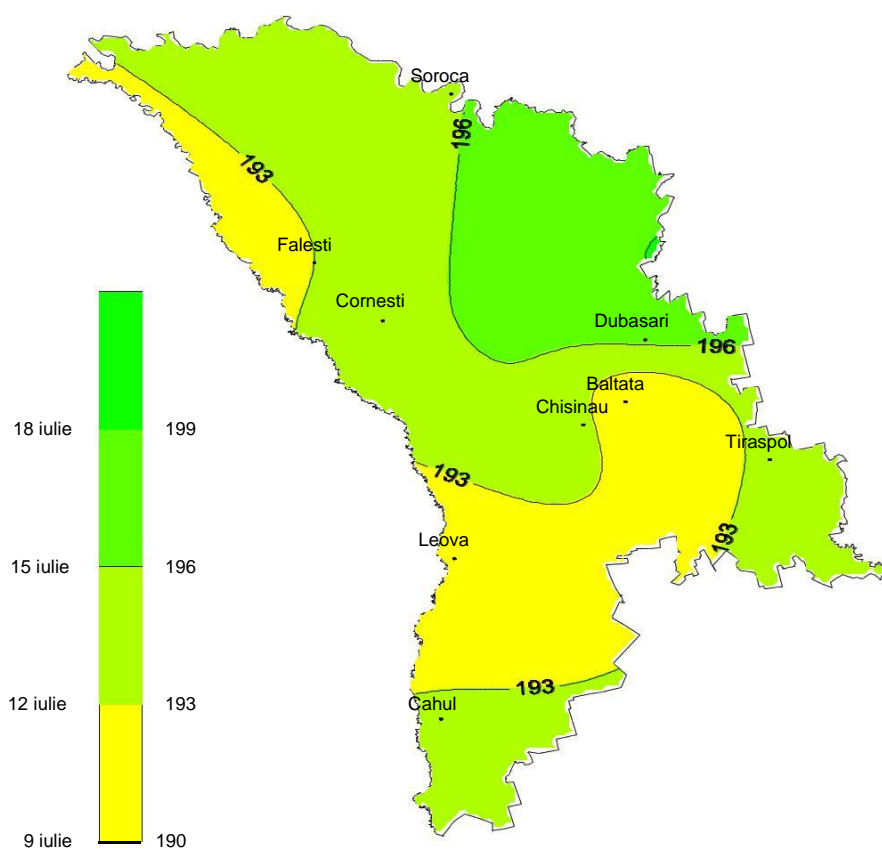 Soroca
196
193
Falesti
Cornesti
Dubasari
196
Baltata
Chisinau
18 iulie 199
Tiraspol
193
193
Leova
15 iulie 196
193
Cahul
12 iulie 193
9 iulie 190